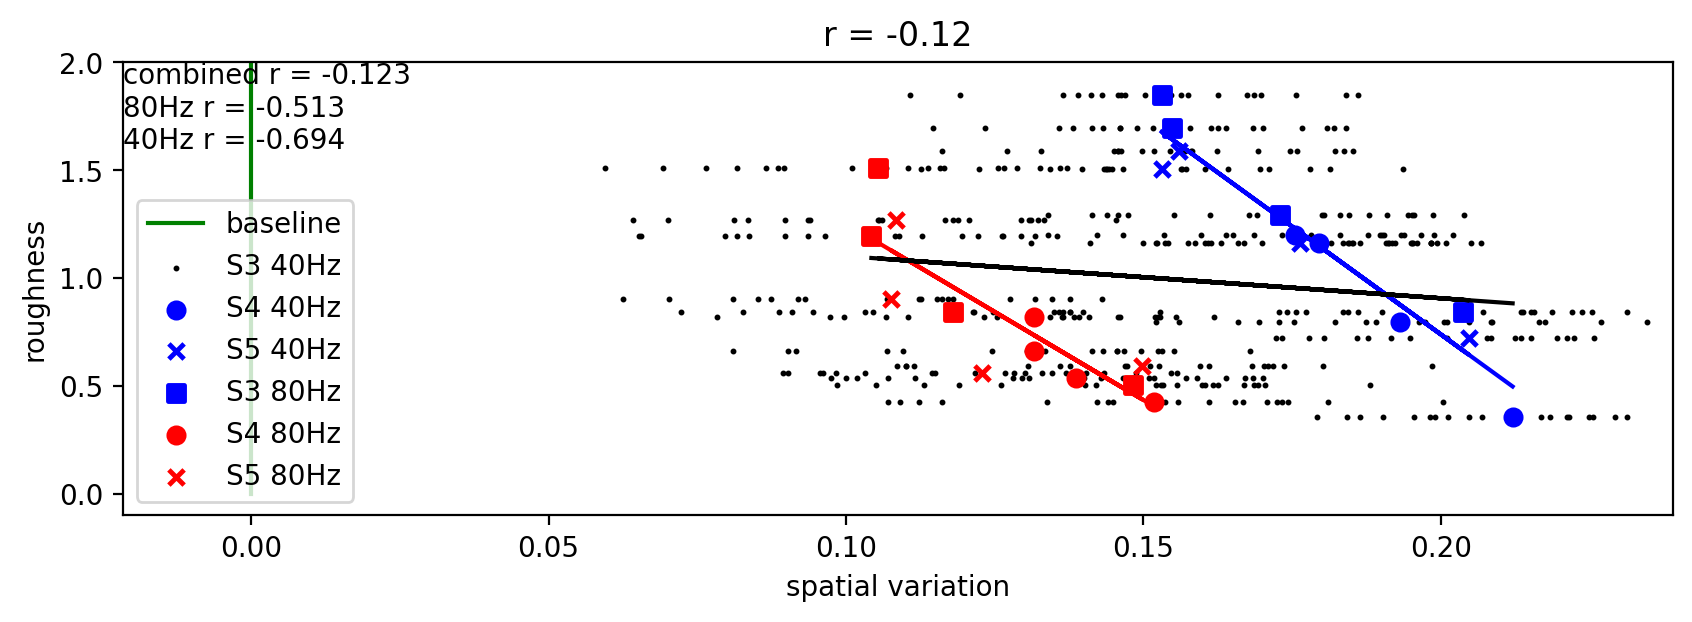 r = -0.12
combined r = -0.123
80Hz r = -0.513
40Hz r = -0.694
baseline
S3 40Hz
S4 40Hz
S5 40Hz
S3 80Hz
S4 80Hz
S5 80Hz
2.0
1.5
1.0
0.5
0.0
roughness
0.00 0.05 0.10 0.15 0.20
spatial variation